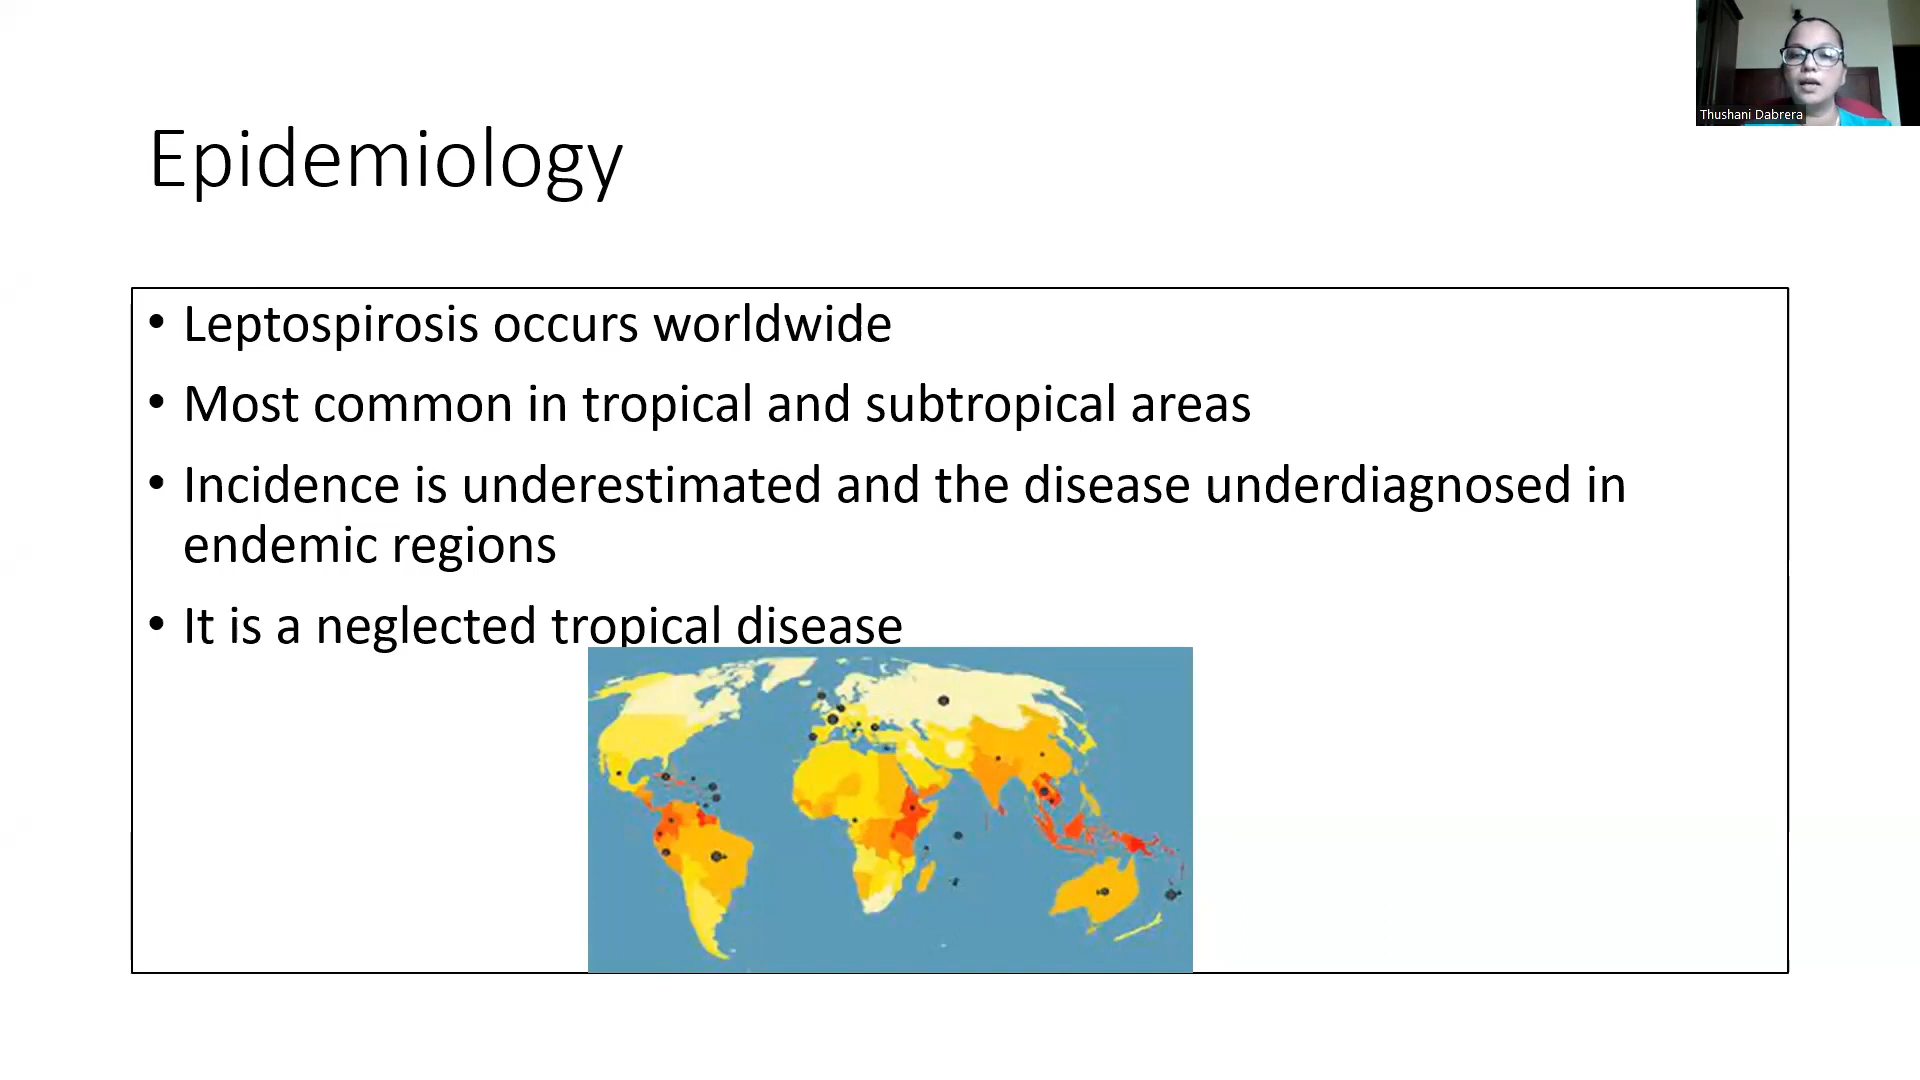 Thushani Dabrera
Epidemiology
• Leptospirosis occurs worldwide
• Most common in tropical and subtropical areas
• Incidence is underestimated and the disease underdiagnosed in
endemic regions
• It is a neglected tropical disease